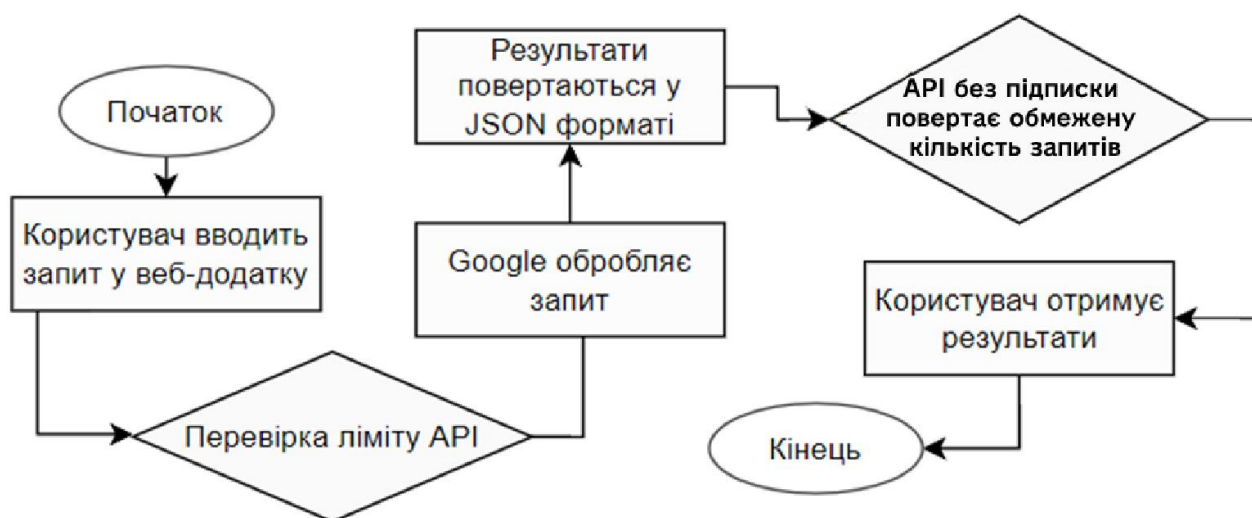 Початок
Користувач вводить
запит у веб-додатку
Перевірка ліміту API
Google обробляє
запит
Результати
повертаються у
JSON форматі
API без підписки
повертає обмежену
кількість запитів
Користувач отримує
результати
Кінець